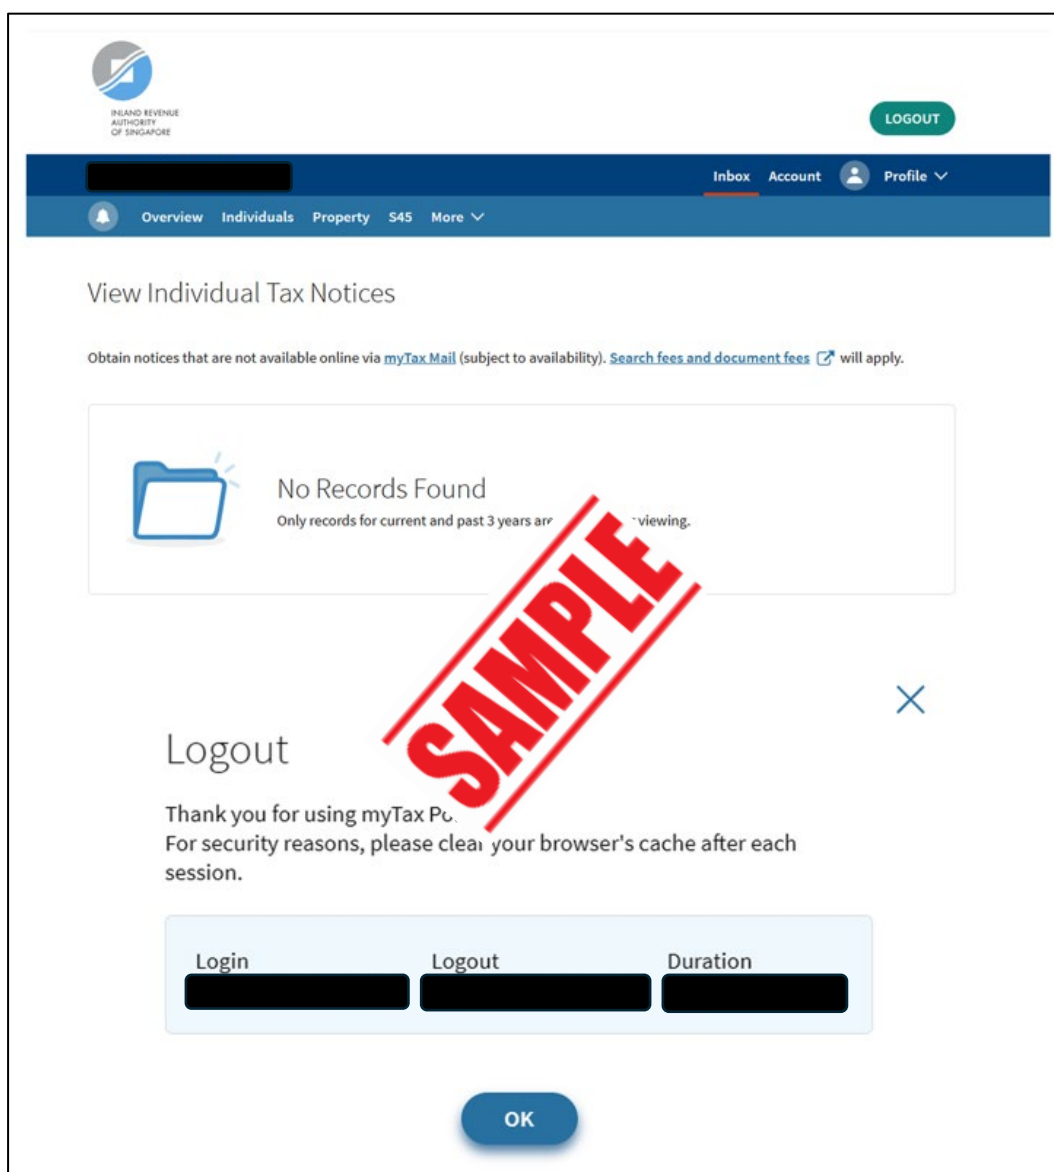 INLAND REVENUE
AUTHORITY
OF SINGAPORE
LOGOUT
Inbox Account Profile
Overview Individuals Property S45 More
View Individual Tax Notices
Obtain notices that are not available online via myTax Mail (subject to availability). Search fees and document fees will apply.
No Records Found
Only records for current and past 3 years are viewing.
SAMPLE
Logout
Thank you for using myTax
For security reasons, please clear your browser's cache after each
session.
Login Logout Duration
OK